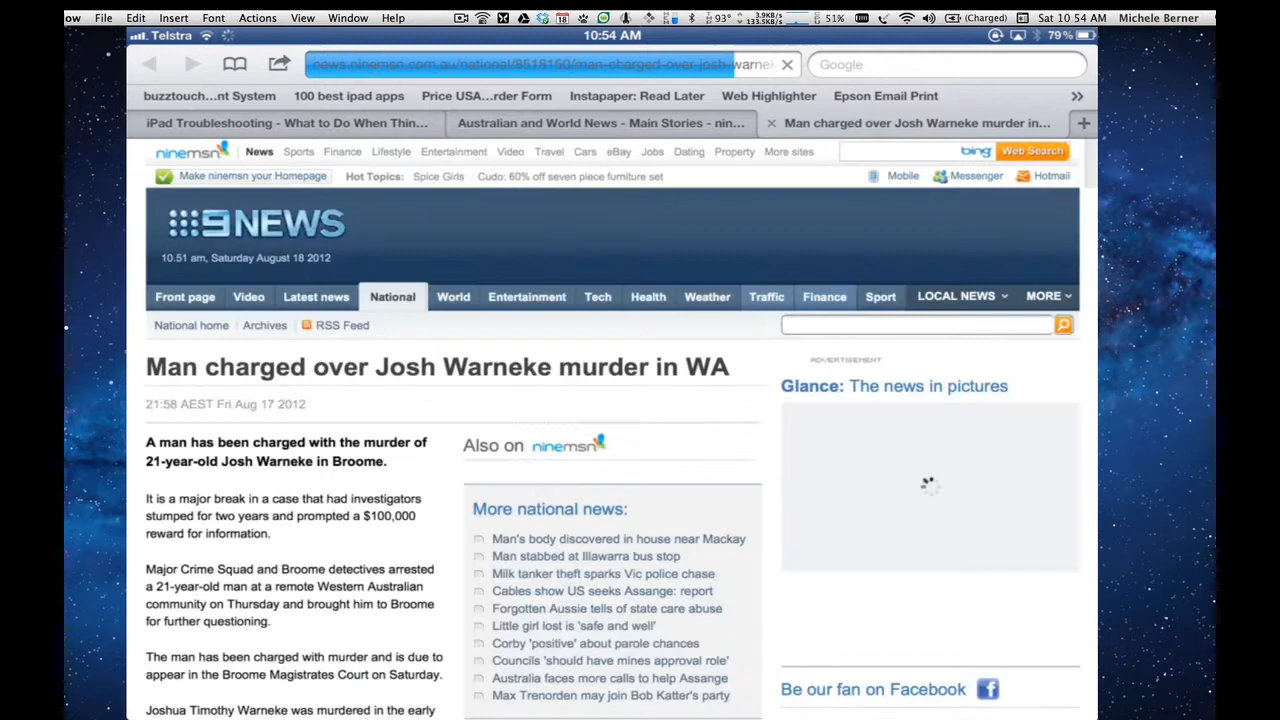 ow File Edit Insert Font Actions View Window Help 18 93° 3.9KB/s 133.5KB/s 51% (Charged) Sat 10 54 AM Michele Berner
Telstra 10:54 AM 79%
news.ninemsn.com.au/national/8518150/man-charged-over-josh-warneke Google
buzztouch...nt System 100 best ipad apps Price USA...rder Form Instapaper: Read Later Web Highlighter Epson Email Print
iPad Troubleshooting - What to Do When Thin... Australian and World News - Main Stories - nin... Man charged over Josh Warneke murder in...
ninemsn News Sports Finance Lifestyle Entertainment Video Travel Cars eBay Jobs Dating Property More sites bing Web Search
Make ninemsn your Homepage Hot Topics: Spice Girls Cudo: 60% off seven piece furniture set Mobile Messenger Hotmail
9NEWS
10.51 am, Saturday August 18 2012
Front page Video Latest news National World Entertainment Tech Health Weather Traffic Finance Sport LOCAL NEWS MORE
National home Archives RSS Feed
Man charged over Josh Warneke murder in WA
21:58 AEST Fri Aug 17 2012
A man has been charged with the murder of
21-year-old Josh Warneke in Broome.
It is a major break in a case that had investigators
stumped for two years and prompted a $100,000
reward for information.
Major Crime Squad and Broome detectives arrested
a 21-year-old man at a remote Western Australian
community on Thursday and brought him to Broome
for further questioning.
The man has been charged with murder and is due to
appear in the Broome Magistrates Court on Saturday.
Joshua Timothy Warneke was murdered in the early
Also on ninemsn
More national news:
Man's body discovered in house near Mackay
Man stabbed at Illawarra bus stop
Milk tanker theft sparks Vic police chase
Cables show US seeks Assange: report
Forgotten Aussie tells of state care abuse
Little girl lost is 'safe and well'
Corby 'positive' about parole chances
Councils 'should have mines approval role'
Australia faces more calls to help Assange
Max Trenorden may join Bob Katter's party
ADVERTISEMENT
Glance: The news in pictures
Be our fan on Facebook